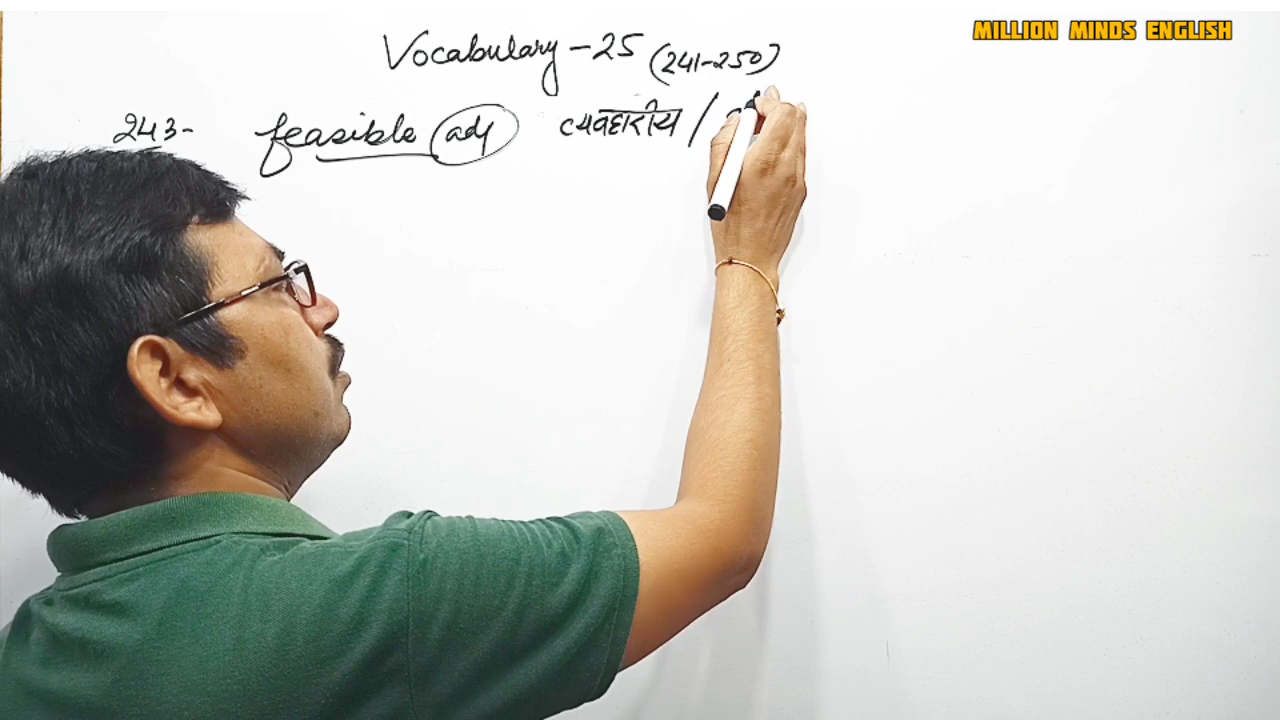 MILLION MINDS ENGLISH
Vocabulary - 25 (241-250)
243- feasible (adj) व्यवहारीय /